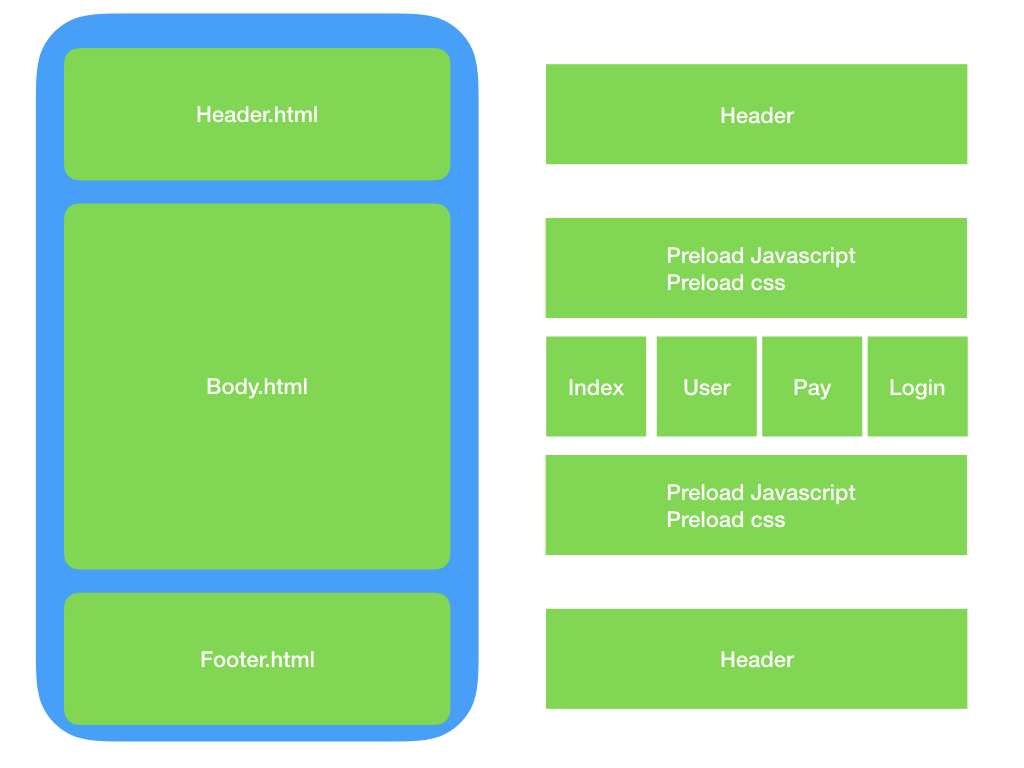 Header.html
Body.html
Footer.html
Header
Preload Javascript
Preload css
Index
User
Pay
Login
Preload Javascript
Preload css
Header